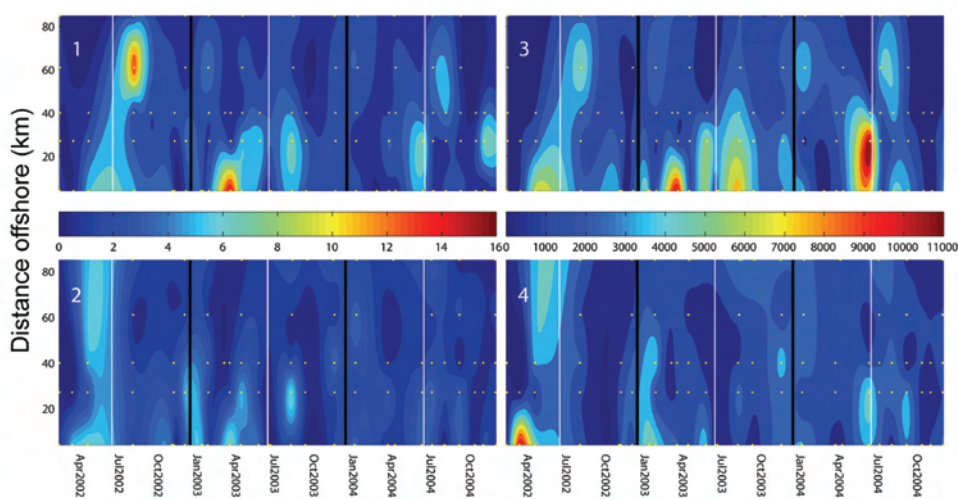 80
60
40
20
1
3
Distance offshore (km)
0 2 4 6 8 10 12 14 16
0 1000 2000 3000 4000 5000 6000 7000 8000 9000 10000 11000
80
60
40
20
2
4
Apr2002 Jul2002 Oct2002 Jan2003 Apr2003 Jul2003 Oct2003 Jan2004 Apr2004 Jul2004 Oct2004
Apr2002 Jul2002 Oct2002 Jan2003 Apr2003 Jul2003 Oct2003 Jan2004 Apr2004 Jul2004 Oct2004